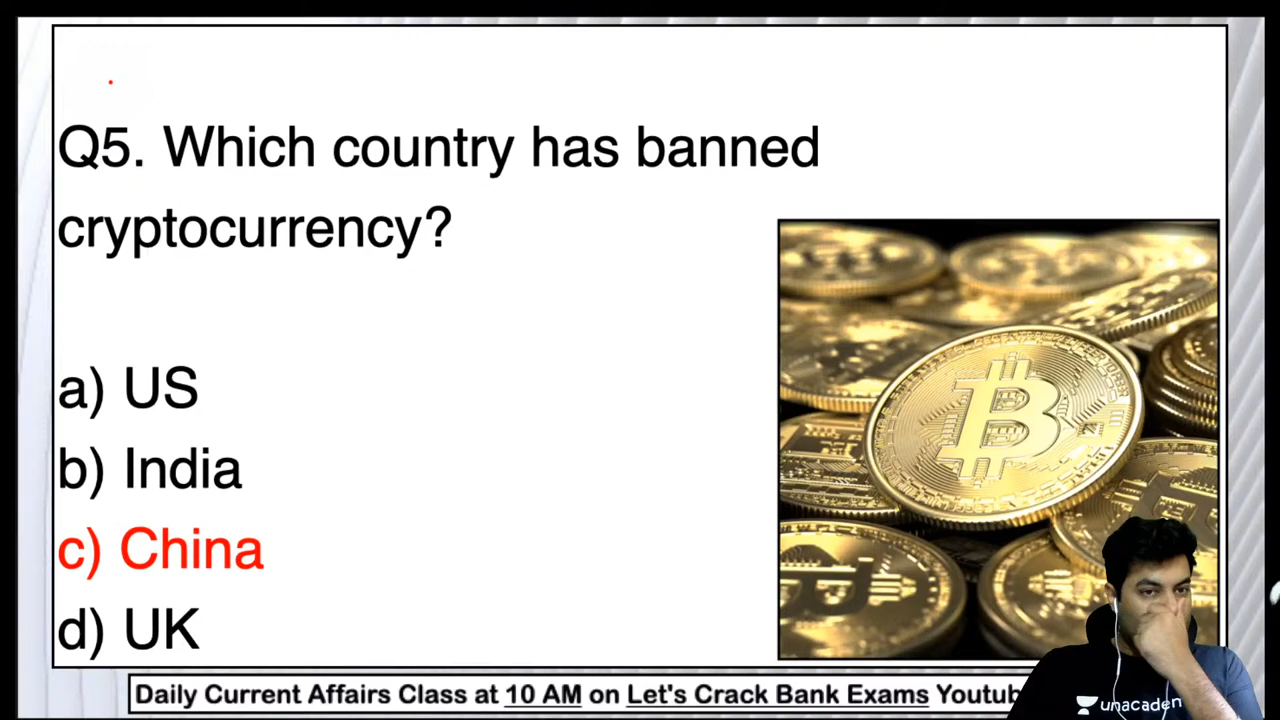 Q5. Which country has banned
cryptocurrency?
a) US
b) India
c) China
d) UK
Daily Current Affairs Class at 10 AM on Let's Crack Bank Exams Youtub
unacaden